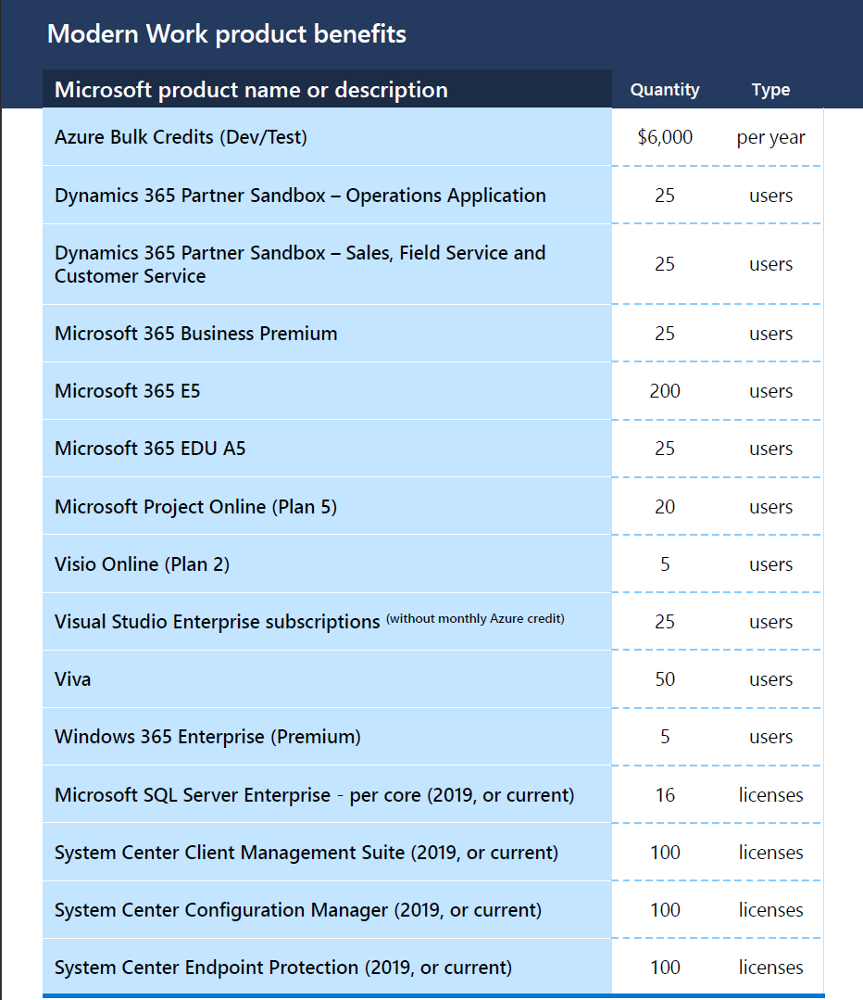 Modern Work product benefits
Microsoft product name or description Quantity Type
Azure Bulk Credits (Dev/Test) $6,000 per year
Dynamics 365 Partner Sandbox – Operations Application 25 users
Dynamics 365 Partner Sandbox – Sales, Field Service and
Customer Service 25 users
Microsoft 365 Business Premium 25 users
Microsoft 365 E5 200 users
Microsoft 365 EDU A5 25 users
Microsoft Project Online (Plan 5) 20 users
Visio Online (Plan 2) 5 users
Visual Studio Enterprise subscriptions (without monthly Azure credit) 25 users
Viva 50 users
Windows 365 Enterprise (Premium) 5 users
Microsoft SQL Server Enterprise - per core (2019, or current) 16 licenses
System Center Client Management Suite (2019, or current) 100 licenses
System Center Configuration Manager (2019, or current) 100 licenses
System Center Endpoint Protection (2019, or current) 100 licenses